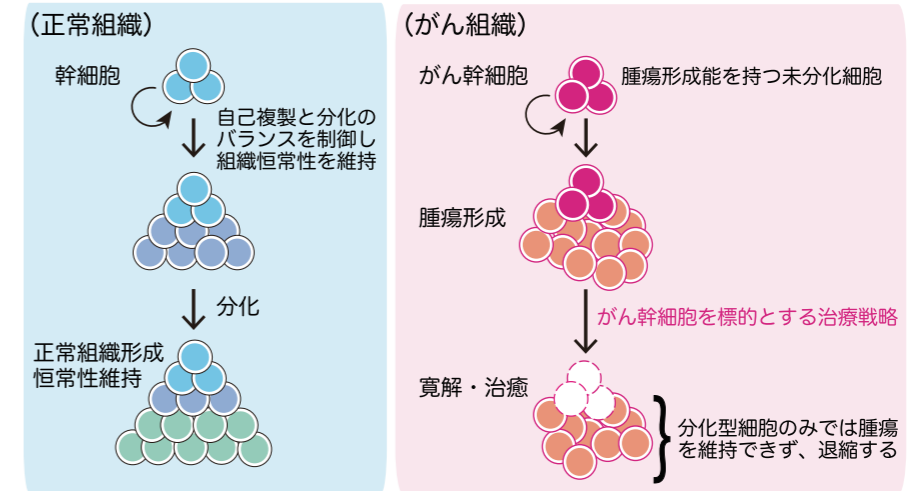 (正常組織)
幹細胞
自己複製と分化の
バランスを制御し
組織恒常性を維持
分化
正常組織形成
恒常性維持
(がん組織)
がん幹細胞
腫瘍形成能を持つ未分化細胞
腫瘍形成
がん幹細胞を標的とする治療戦略
寛解・治癒
分化型細胞のみでは腫瘍
を維持できず、退縮する